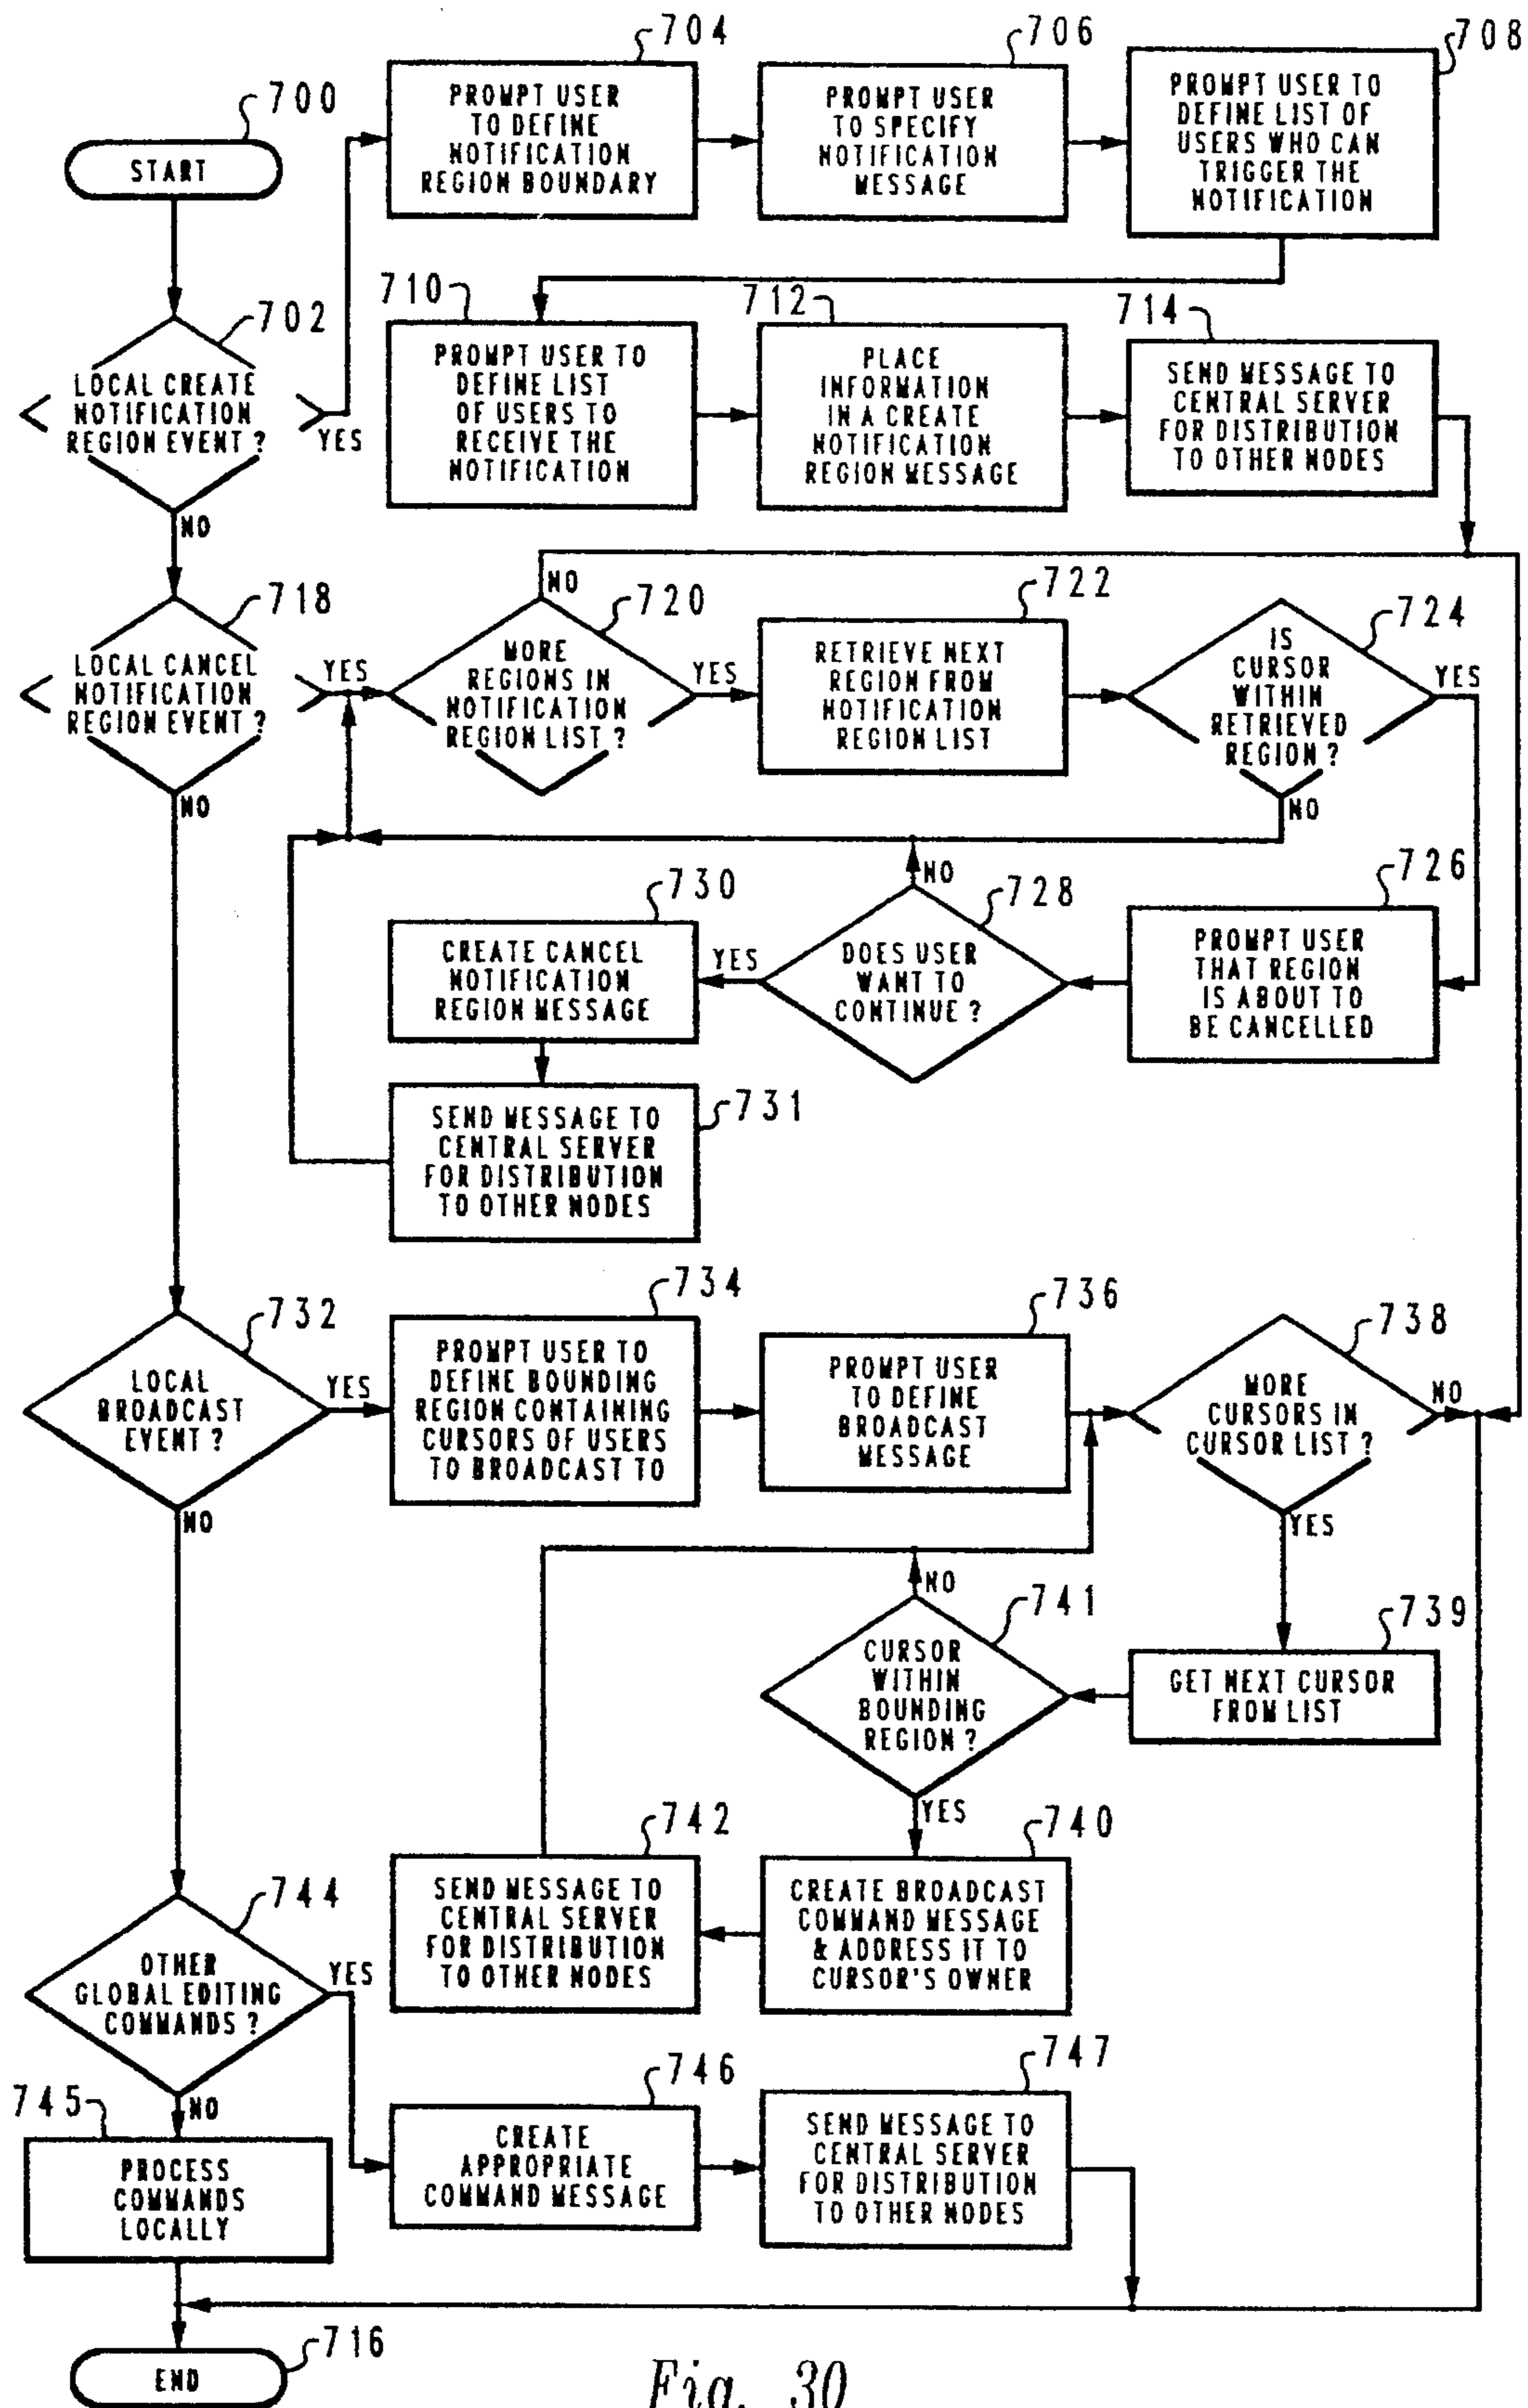 704
706
708
700
PROMPT USER
TO DEFINE
NOTIFICATION
REGION BOUNDARY
PROMPT USER
TO SPECIFY
NOTIFICATION
MESSAGE
PROMPT USER TO
DEFINE LIST OF
USERS WHO CAN
TRIGGER THE
NOTIFICATION
START
710
712
714
702
LOCAL CREATE
NOTIFICATION
REGION EVENT ?
YES
NO
PROMPT USER TO
DEFINE LIST
OF USERS TO
RECEIVE THE
NOTIFICATION
PLACE
INFORMATION
IN A CREATE
NOTIFICATION
REGION MESSAGE
SEND MESSAGE TO
CENTRAL SERVER
FOR DISTRIBUTION
TO OTHER NODES
718
LOCAL CANCEL
NOTIFICATION
REGION EVENT ?
YES
NO
NO
720
MORE
REGIONS IN
NOTIFICATION
REGION LIST ?
YES
722
RETRIEVE NEXT
REGION FROM
NOTIFICATION
REGION LIST
724
IS
CURSOR
WITHIN
RETRIEVED
REGION ?
YES
NO
726
PROMPT USER
THAT REGION
IS ABOUT TO
BE CANCELLED
NO
728
DOES USER
WANT TO
CONTINUE ?
YES
730
CREATE CANCEL
NOTIFICATION
REGION MESSAGE
731
SEND MESSAGE TO
CENTRAL SERVER
FOR DISTRIBUTION
TO OTHER NODES
732
LOCAL
BROADCAST
EVENT ?
YES
NO
734
PROMPT USER TO
DEFINE BOUNDING
REGION CONTAINING
CURSORS OF USERS
TO BROADCAST TO
736
PROMPT USER
TO DEFINE
BROADCAST
MESSAGE
738
MORE
CURSORS IN
CURSOR LIST ?
NO
YES
739
GET NEXT CURSOR
FROM LIST
NO
741
CURSOR
WITHIN
BOUNDING
REGION ?
YES
740
CREATE BROADCAST
COMMAND MESSAGE
& ADDRESS IT TO
CURSOR'S OWNER
742
SEND MESSAGE TO
CENTRAL SERVER
FOR DISTRIBUTION
TO OTHER NODES
744
OTHER
GLOBAL EDITING
COMMANDS ?
YES
NO
745
PROCESS
COMMANDS
LOCALLY
746
CREATE
APPROPRIATE
COMMAND MESSAGE
747
SEND MESSAGE TO
CENTRAL SERVER
FOR DISTRIBUTION
TO OTHER NODES
716
END
Fig. 30